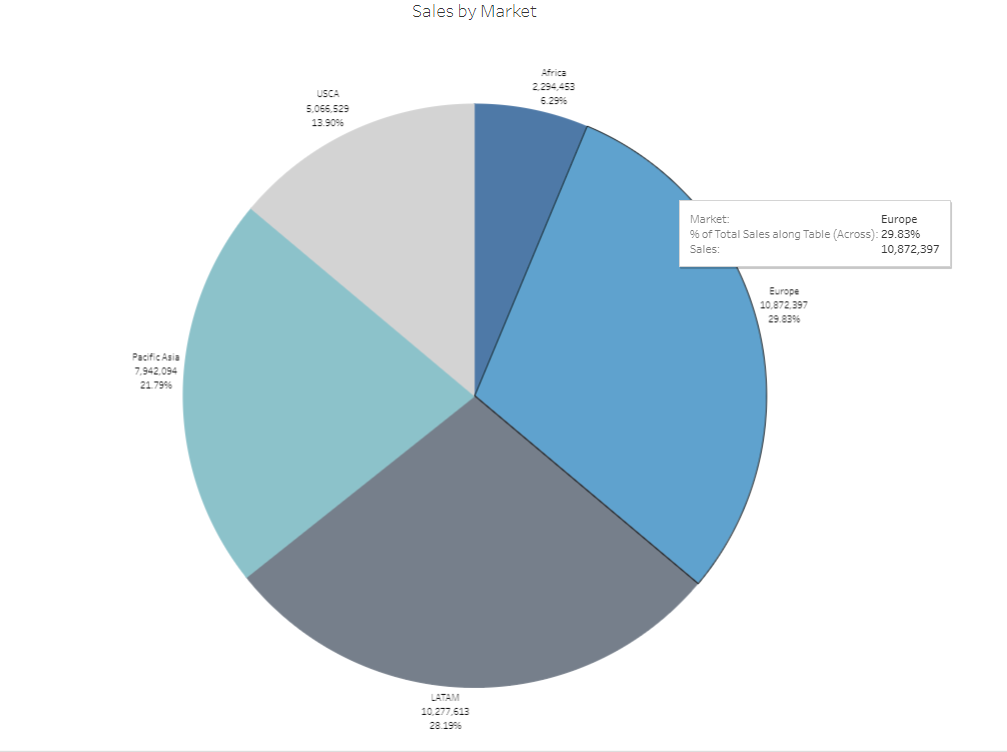 Sales by Market
Africa
2,294,453
6.29%
USCA
5,066,529
13.90%
Market: Europe
% of Total Sales along Table (Across): 29.83%
Sales: 10,872,397
Europe
10,872,397
29.83%
Pacific Asia
7,942,094
21.79%
LATAM
10,277,613
28.19%